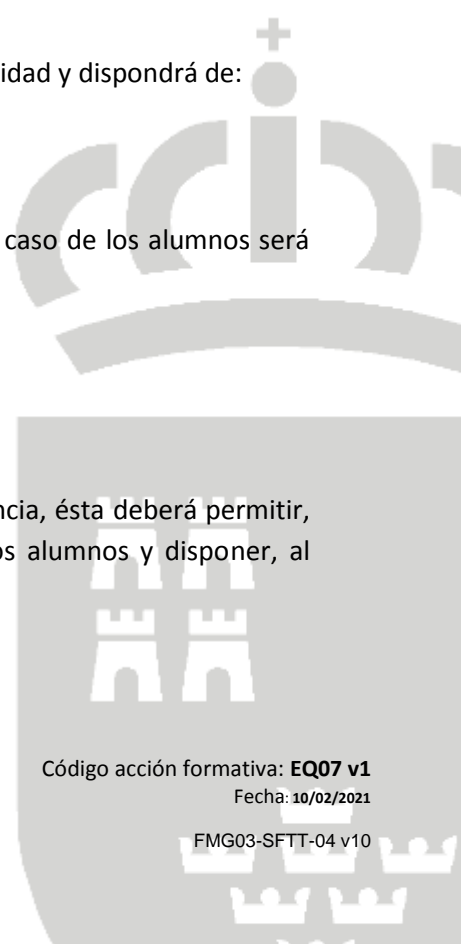 idad y dispondrá de:
caso de los alumnos será
ncia, ésta deberá permitir,
os alumnos y disponer, al
Código acción formativa: EQ07 v1
Fecha: 10/02/2021
FMG03-SFTT-04 v10